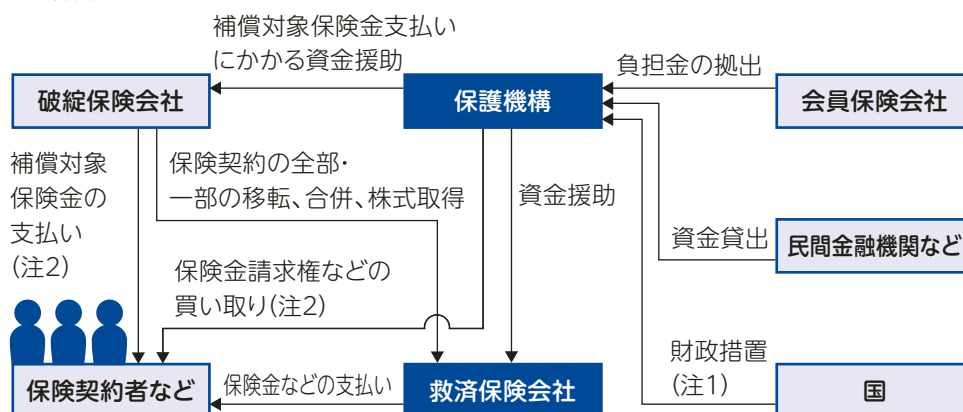 補償対象保険金支払い
にかかる資金援助
負担金の拠出
破綻保険会社
保護機構
会員保険会社
補償対象
保険金の
支払い
(注2)
保険契約の全部・
一部の移転、合併、株式取得
資金援助
資金貸出
民間金融機関など
保険金請求権などの
買い取り(注2)
財政措置
(注1)
保険契約者など
保険金などの支払い
救済保険会社
国